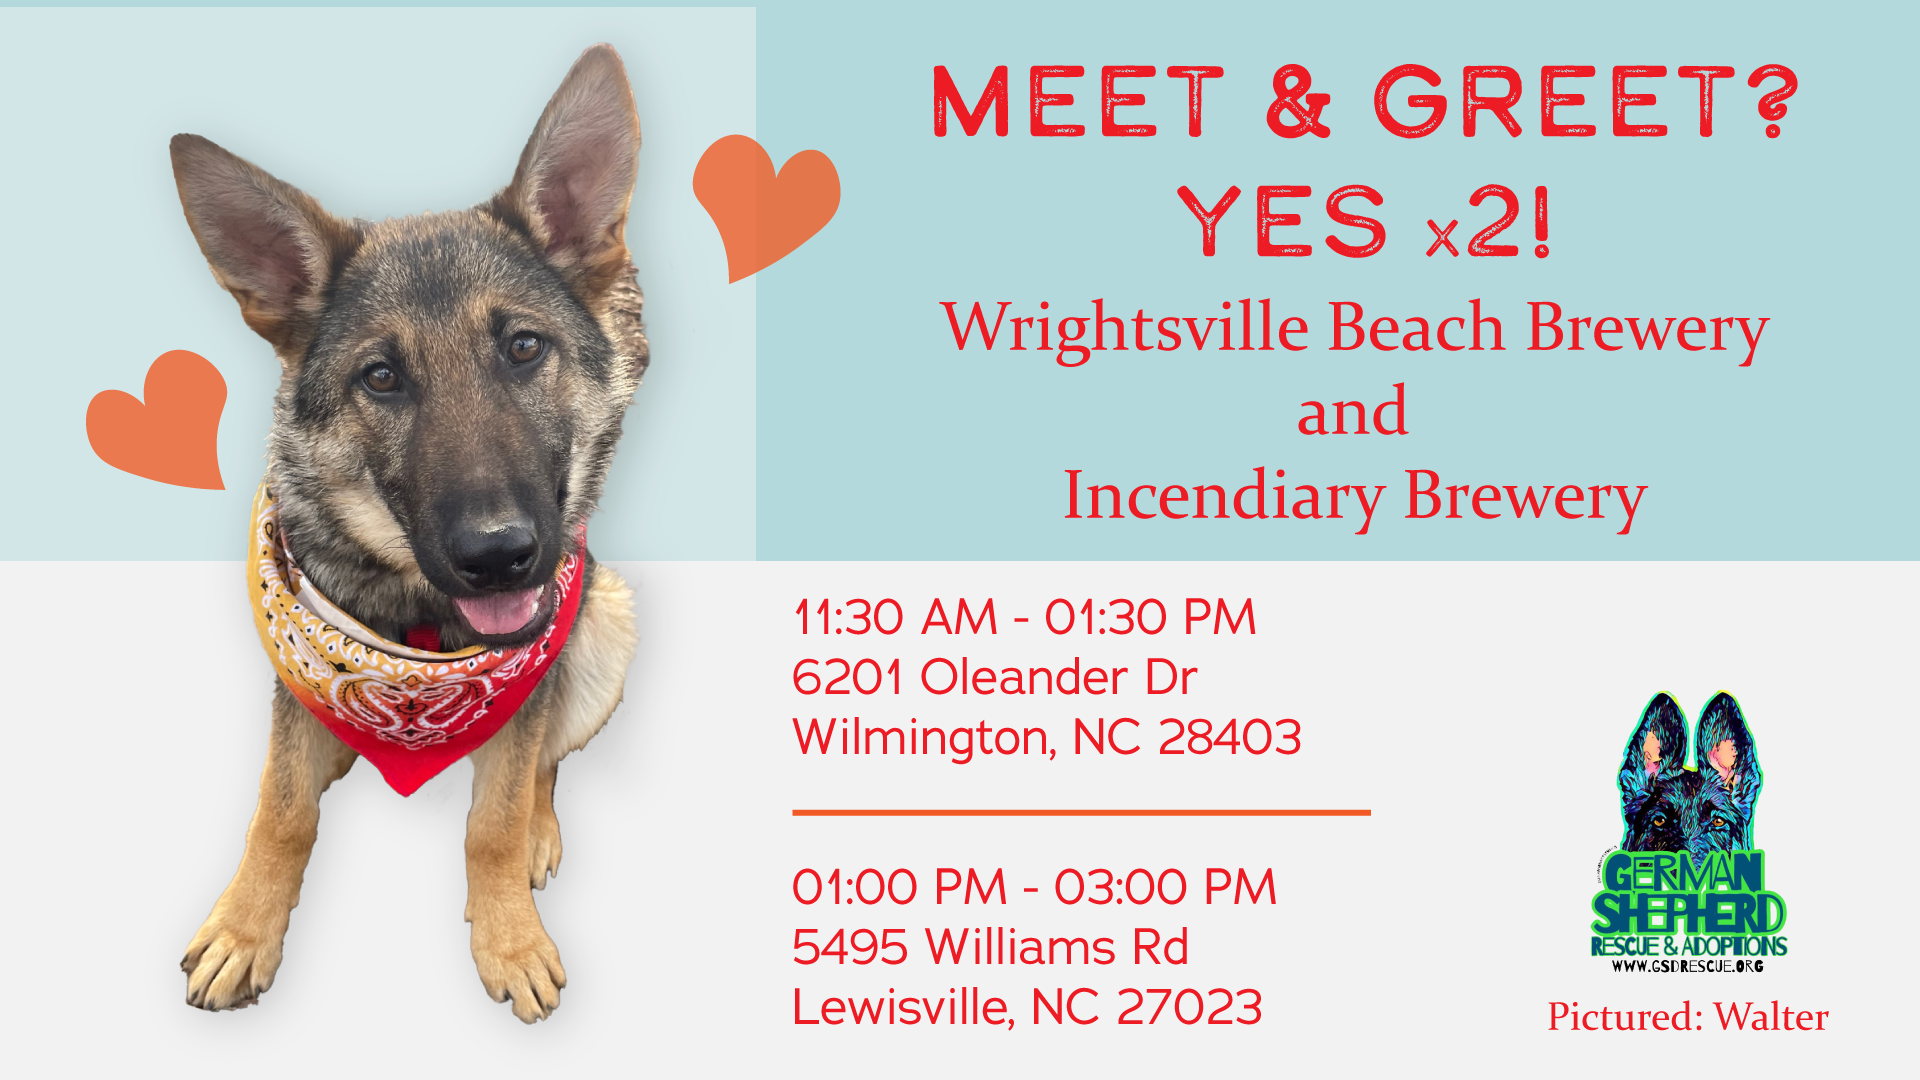 MEET & GREET?
YES x2!
Wrightsville Beach Brewery
and
Incendiary Brewery
11:30 AM - 01:30 PM
6201 Oleander Dr
Wilmington, NC 28403
01:00 PM - 03:00 PM
5495 Williams Rd
Lewisville, NC 27023
GERMAN
SHEPHERD
RESCUE & ADOPTIONS
WWW.GSDRESCUE.ORG
Pictured: Walter